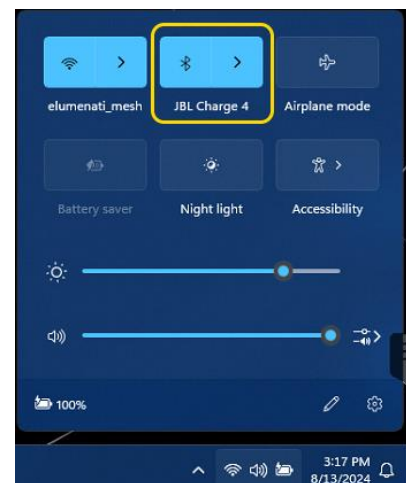 elumenati_mesh
JBL Charge 4
Airplane mode
Battery saver
Night light
Accessibility
100%
3:17 PM
8/13/2024